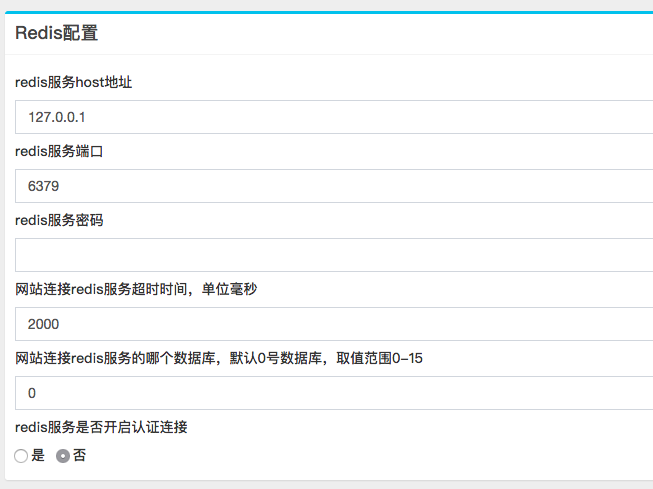 Redis配置
redis服务host地址
127.0.0.1
redis服务端口
6379
redis服务密码
网站连接redis服务超时时间，单位毫秒
2000
网站连接redis服务的哪个数据库，默认0号数据库，取值范围0-15
0
redis服务是否开启认证连接
是 否